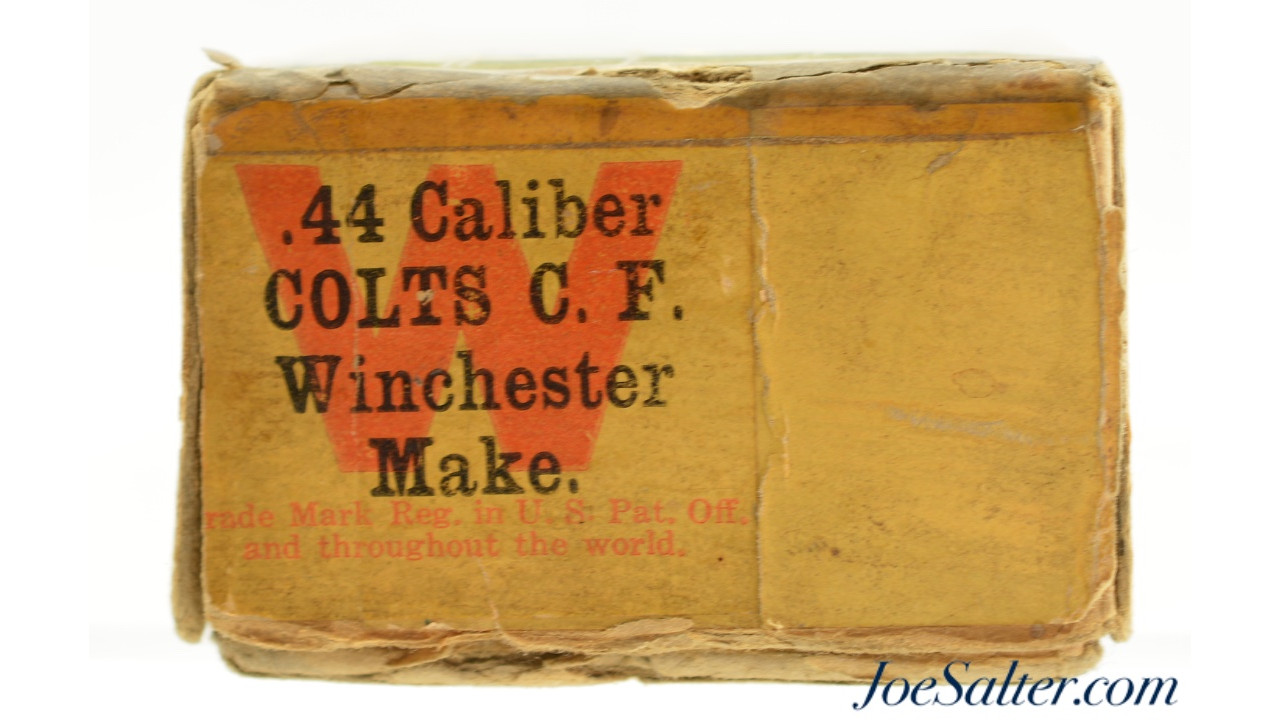 W
.44 Caliber
COLTS C. F.
Winchester
Make.
rade Mark Reg. in U. S. Pat. Off.
and throughout the world.
JoeSalter.com